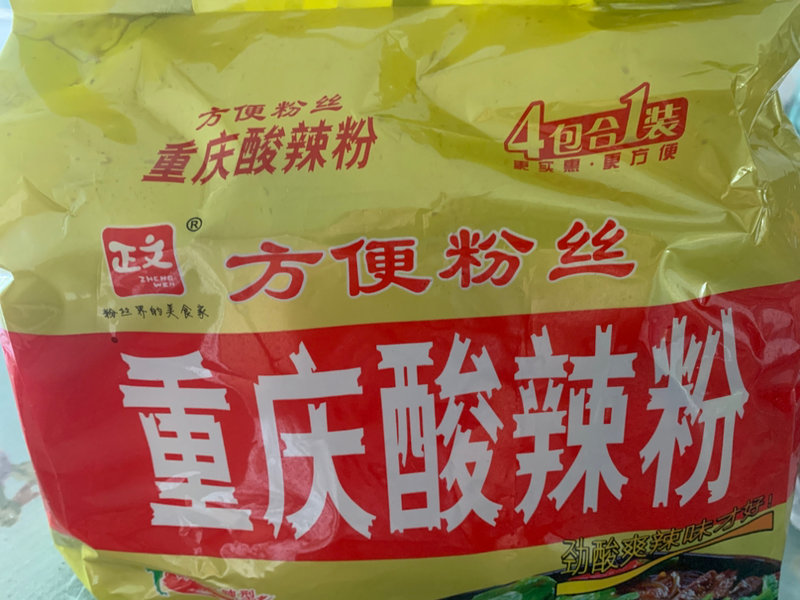 方便粉丝
重庆酸辣粉
4包合1装
更实惠·更方便
正文®
ZHENG
WEN
粉丝界的美食家
方便粉丝
重庆酸辣粉
劲酸爽辣味才好!